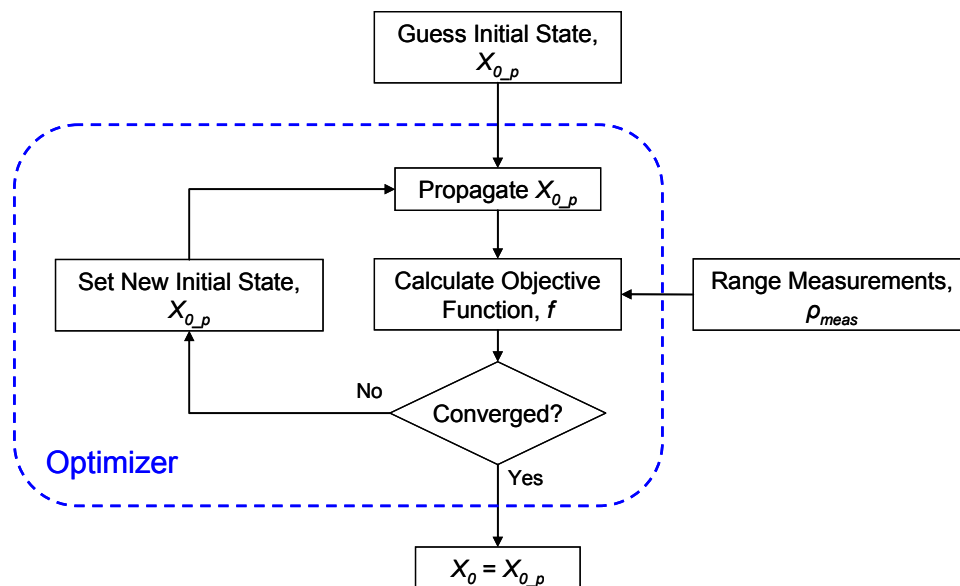 Guess Initial State,
X0_p
Propagate X0_p
Set New Initial State,
X0_p
Calculate Objective
Function, f
Range Measurements,
ρmeas
No
Converged?
Optimizer
Yes
X0 = X0_p